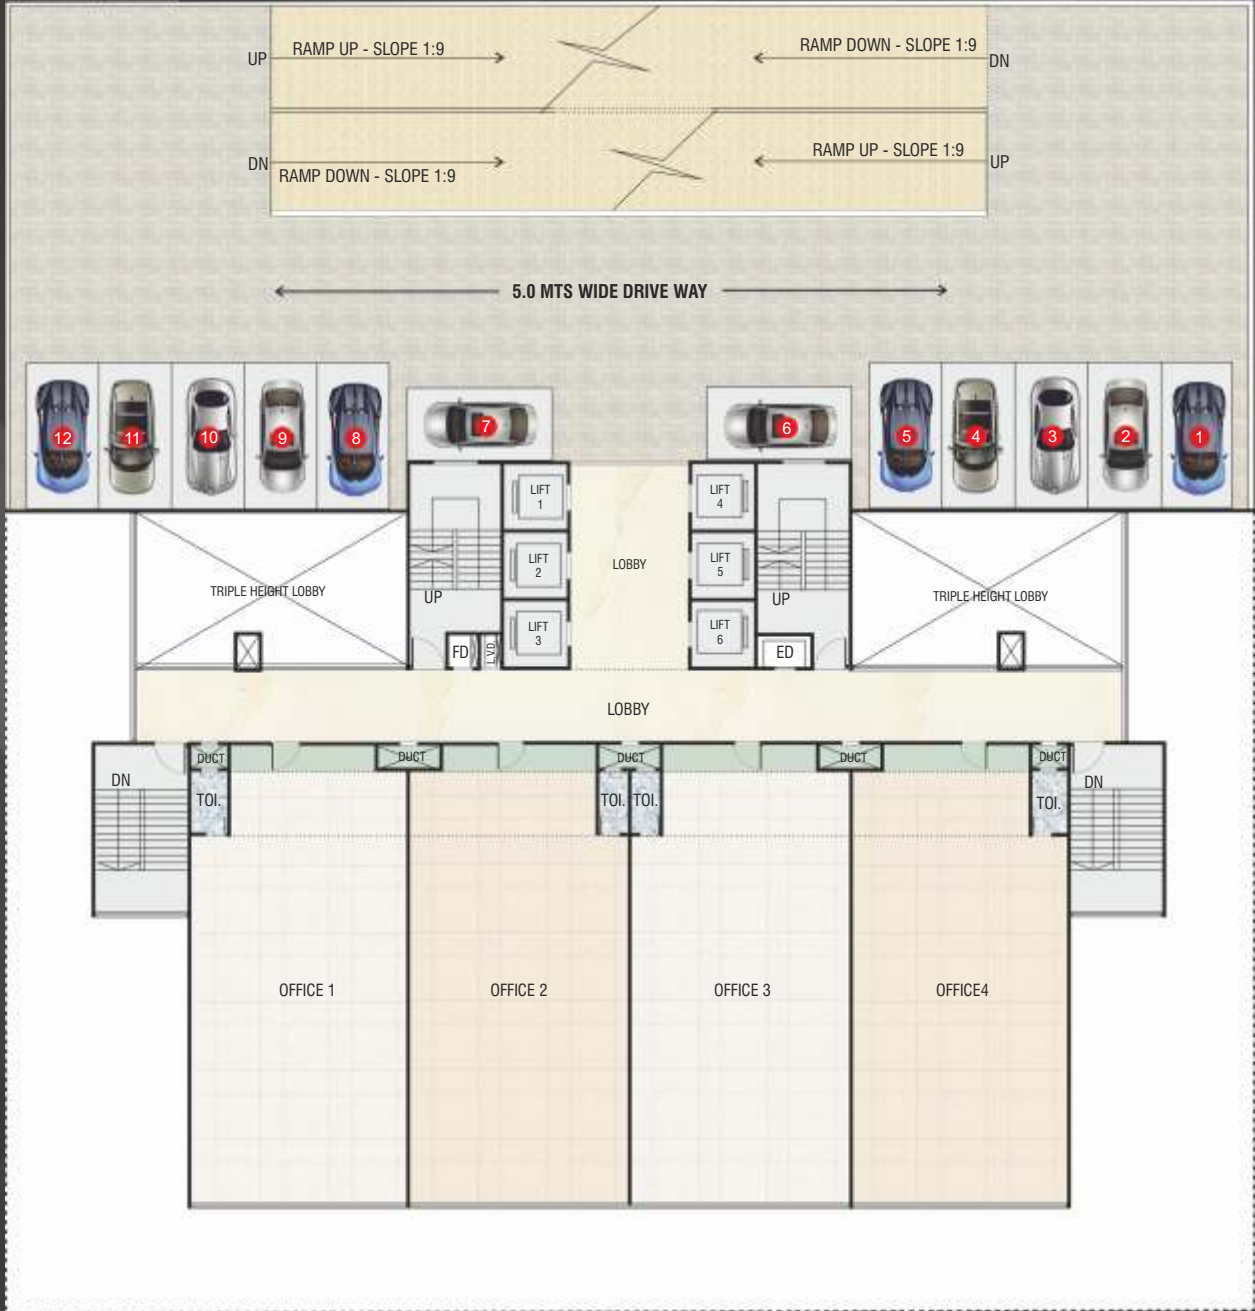 RAMP UP - SLOPE 1:9
RAMP DOWN - SLOPE 1:9
UP
DN
DN
RAMP DOWN - SLOPE 1:9
RAMP UP - SLOPE 1:9
UP
5.0 MTS WIDE DRIVE WAY
12
11
10
9
8
7
6
5
4
3
2
1
LIFT
1
LIFT
4
LIFT
2
LOBBY
LIFT
5
TRIPLE HEIGHT LOBBY
UP
UP
TRIPLE HEIGHT LOBBY
LIFT
3
LIFT
6
FD
L.V.D
ED
LOBBY
DUCT
DUCT
DUCT
DUCT
DUCT
DN
TOI.
TOI.
TOI.
TOI.
DN
OFFICE 1
OFFICE 2
OFFICE 3
OFFICE4